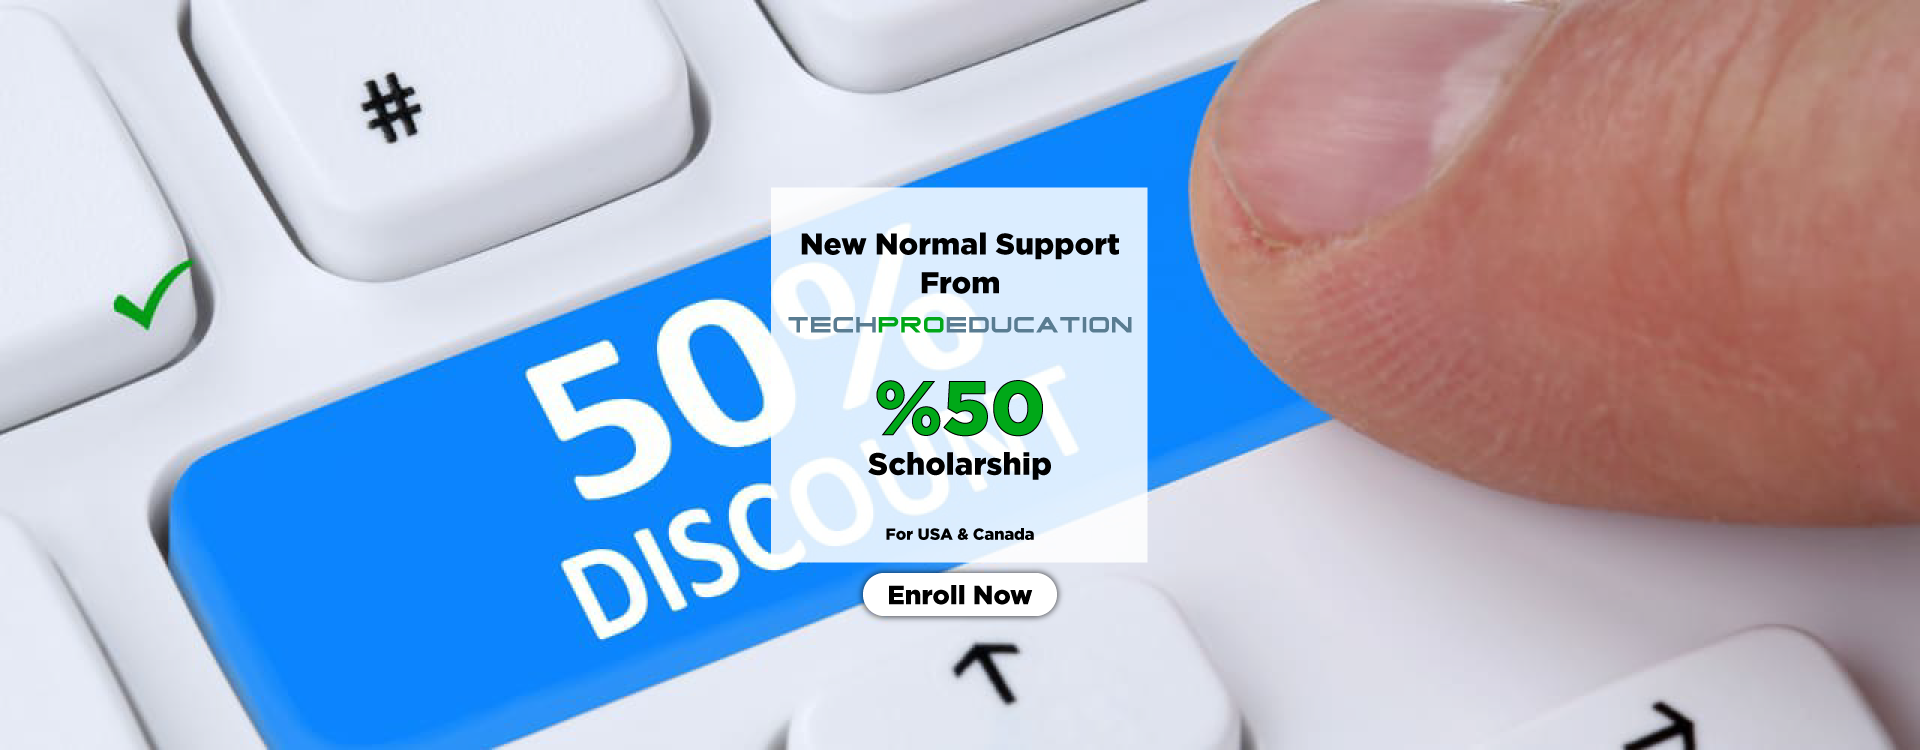 #
50%
DISCOUNT
New Normal Support
From
TECHPROEDUCATION
%50
Scholarship
For USA & Canada
Enroll Now